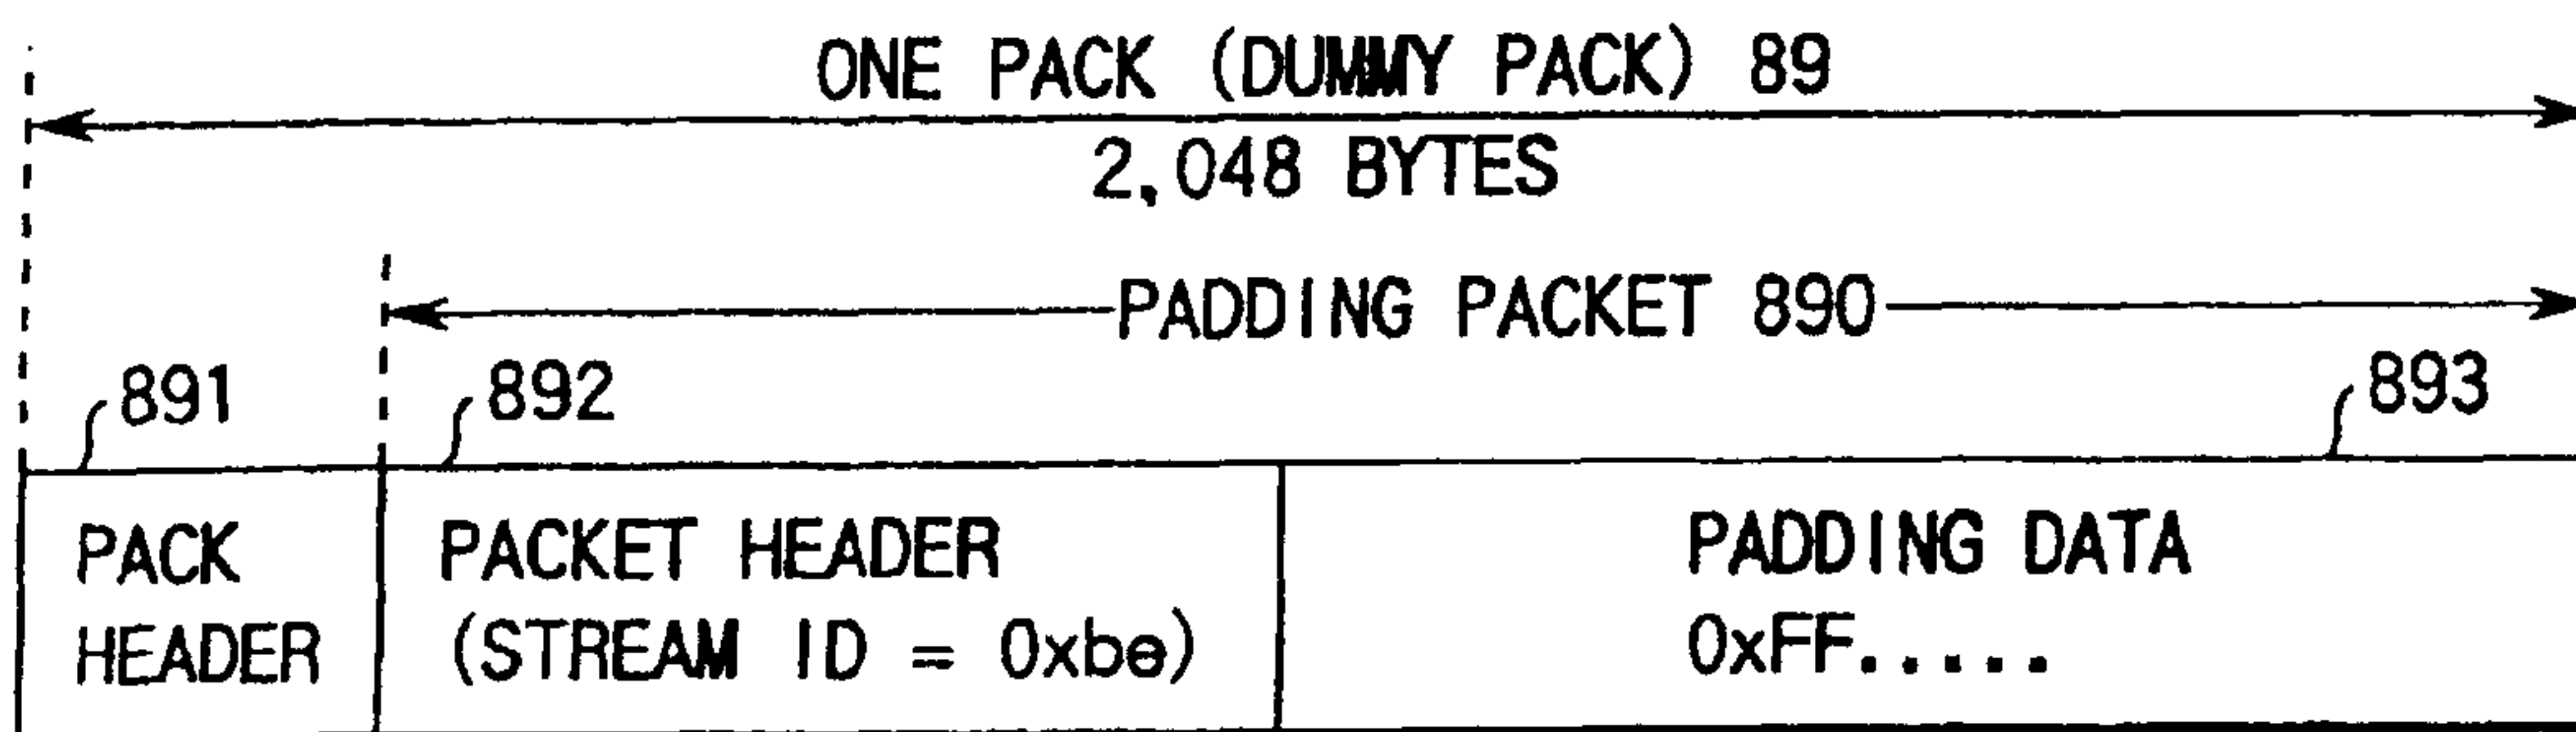 ONE PACK (DUMMY PACK) 89
2,048 BYTES
PADDING PACKET 890
891
892
893
PACK
HEADER
PACKET HEADER
(STREAM ID = 0xbe)
PADDING DATA
0xFF.....